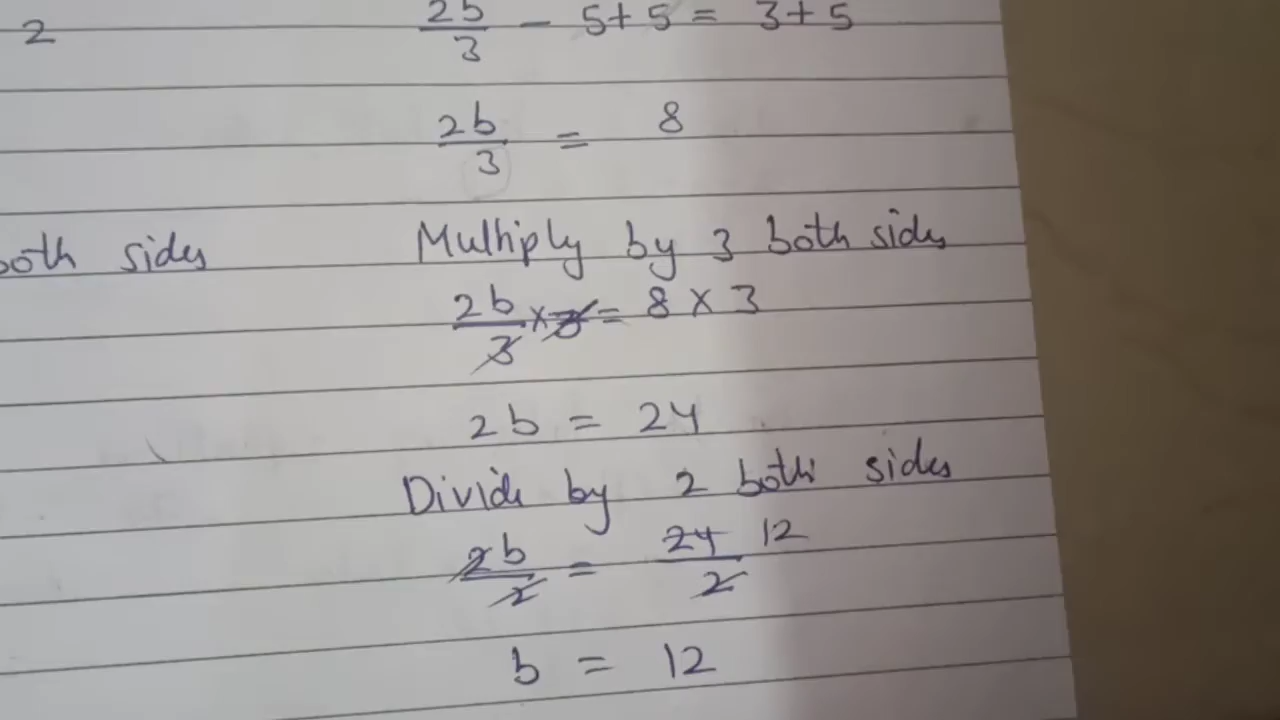 2
2b/3 - 5+5 = 3+5
2b/3 = 8
both sides
Multiply by 3 both sides
2b/3 × 3 = 8 × 3
2b = 24
Divide by 2 both sides
2b/2 = 24/2 12
b = 12